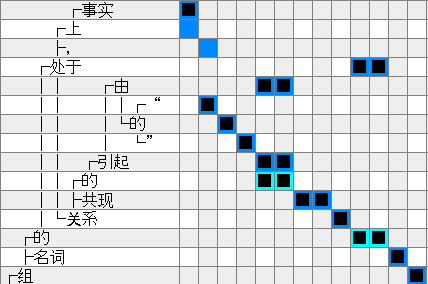 事实
上
，
处于
由
“
的
”
引起
的
共现
关系
的
名词
组